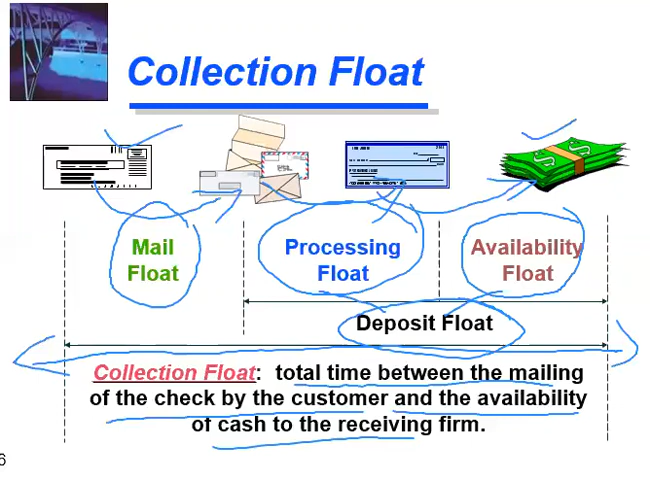 Collection Float
Mail
Float
Processing
Float
Availability
Float
Deposit Float
Collection Float: total time between the mailing
of the check by the customer and the availability
of cash to the receiving firm.
6